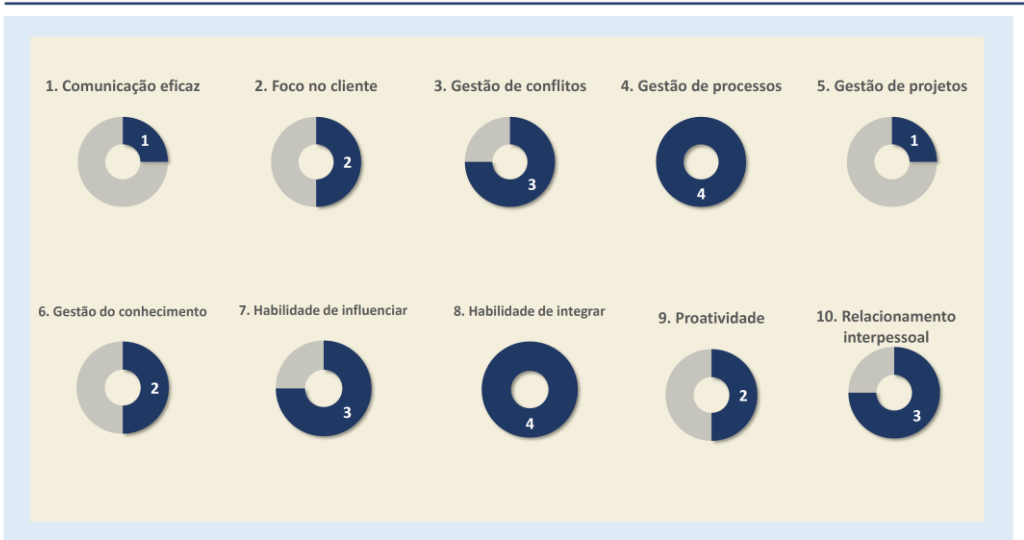 1. Comunicação eficaz
2. Foco no cliente
3. Gestão de conflitos
4. Gestão de processos
5. Gestão de projetos
1
2
3
4
1
6. Gestão do conhecimento
7. Habilidade de influenciar
8. Habilidade de integrar
9. Proatividade
10. Relacionamento
interpessoal
2
3
4
2
3